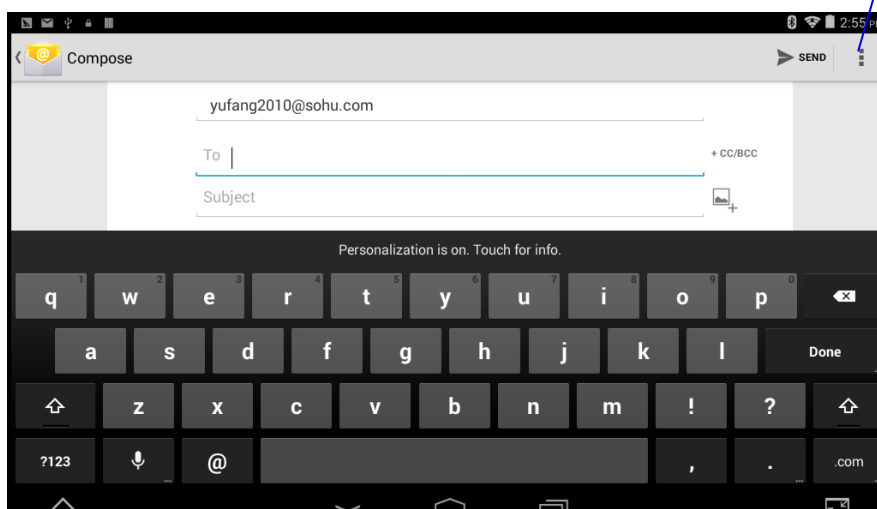 2:55 PM
Compose
SEND
yufang2010@sohu.com
To
+ CC/BCC
Subject
Personalization is on. Touch for info.
1 2 3 4 5 6 7 8 9 0
q w e r t y u i o p
a s d f g h j k l Done
z x c v b n m ! ?
?123 @ , . .com